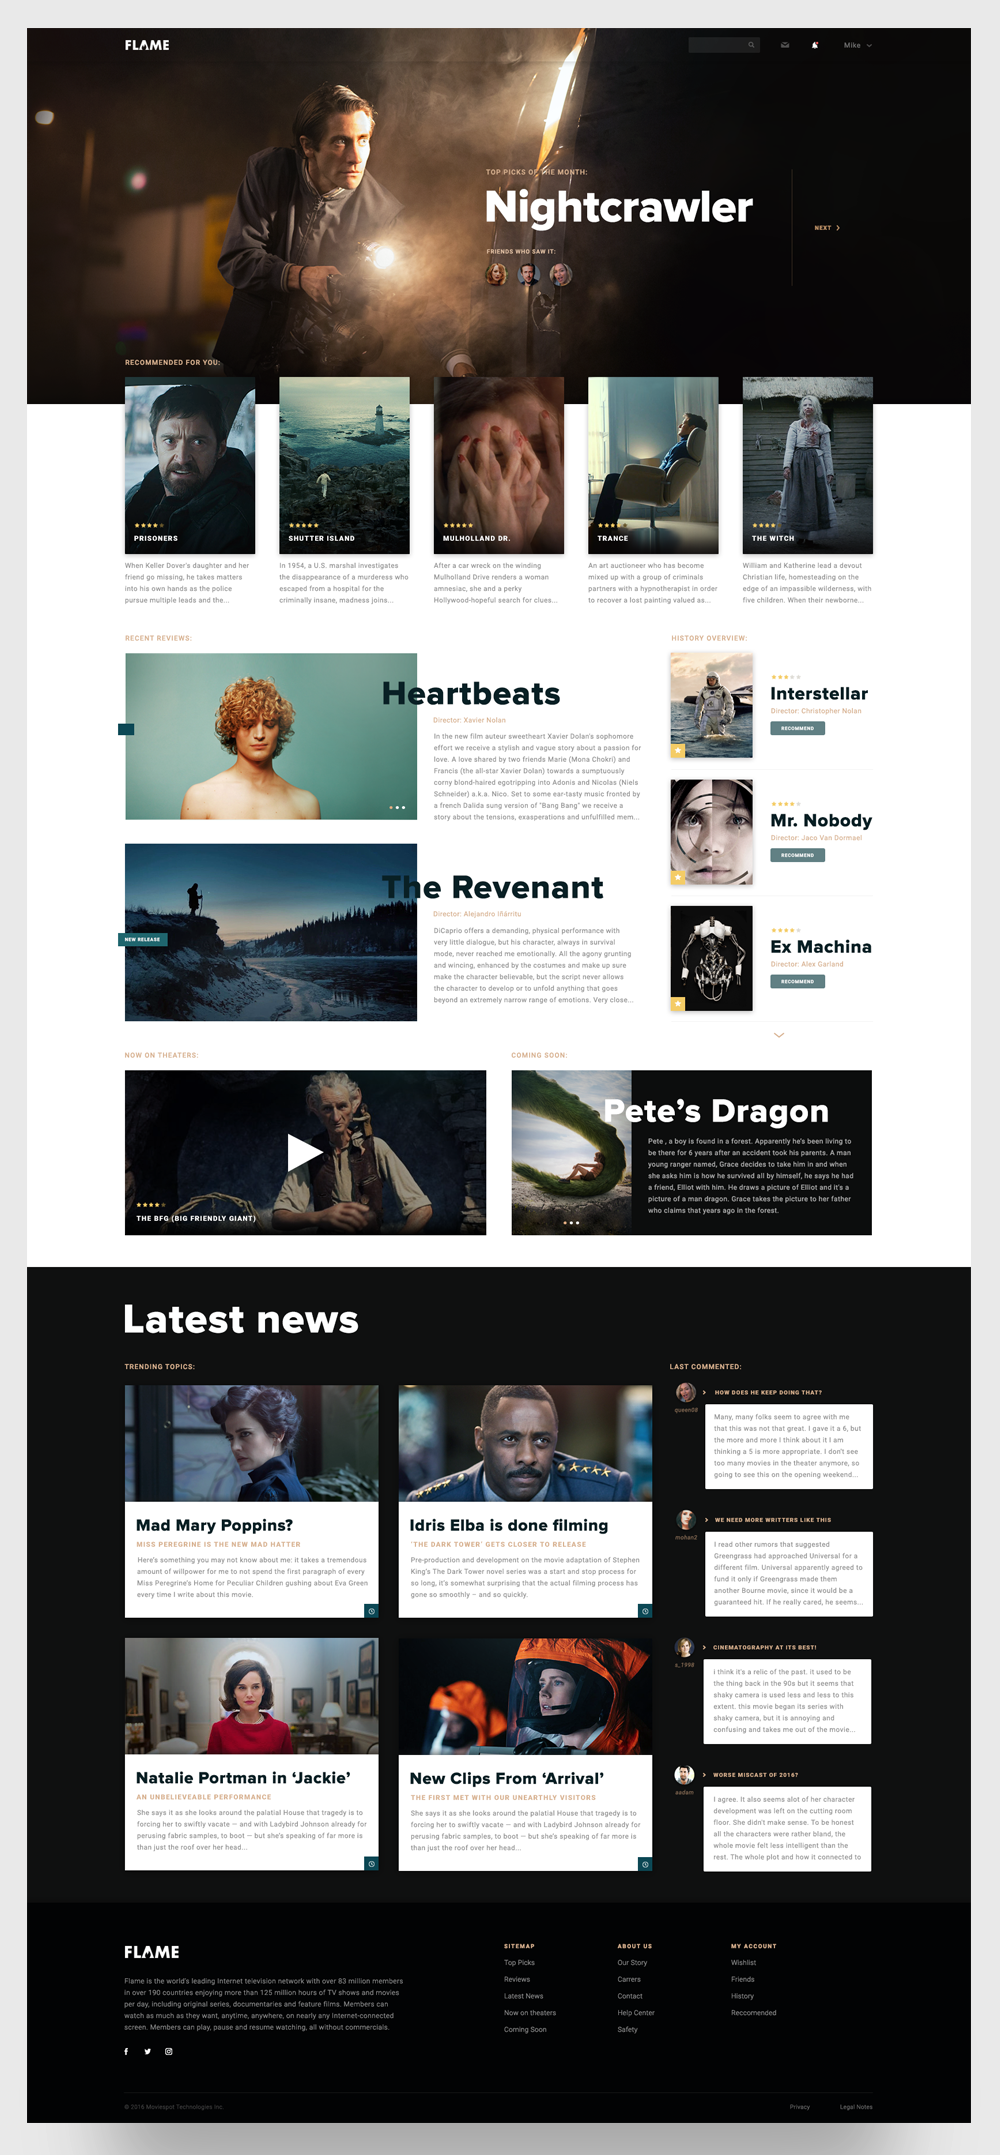 FLAME
Mike
TOP PICKS OF THE MONTH:
Nightcrawler
NEXT
FRIENDS WHO SAW IT:
RECOMMENDED FOR YOU:
PRISONERS
When Keller Dover's daughter and her
friend go missing, he takes matters
into his own hands as the police
pursue multiple leads and the...
SHUTTER ISLAND
In 1954, a U.S. marshal investigates
the disappearance of a murderess who
escaped from a hospital for the
criminally insane, madness joins...
MULHOLLAND DR.
After a car wreck on the winding
Mulholland Drive renders a woman
amnesiac, she and a perky
Hollywood-hopeful search for clues...
TRANCE
An art auctioneer who has become
mixed up with a group of criminals
partners with a hypnotherapist in order
to recover a lost painting valued as...
THE WITCH
William and Katherine lead a devout
Christian life, homesteading on the
edge of an impassible wilderness, with
five children. When their newborne...
RECENT REVIEWS:
Heartbeats
Director: Xavier Nolan
In the new film auteur sweetheart Xavier Dolan's sophomore
effort we receive a stylish and vague story about a passion for
love. A love shared by two friends Marie (Mona Chokri) and
Francis (the all-star Xavier Dolan) towards a sumptuously
corny blond-haired egotripping into Adonis and Nicolas (Niels
Schneider) a.k.a. Nico. Set to some ear-tasty music fronted by
a french Dalida sung version of "Bang Bang" we receive a
story about the tensions, exasperations and unfulfilled mem...
NEW RELEASE
The Revenant
Director: Alejandro Iñárritu
DiCaprio offers a demanding, physical performance with
very little dialogue, but his character, always in survival
mode, never reached me emotionally. All the agony grunting
and wincing, enhanced by the costumes and make up sure
make the character believable, but the script never allows
the character to develop or to unfold anything that goes
beyond an extremely narrow range of emotions. Very close...
HISTORY OVERVIEW:
Interstellar
Director: Christopher Nolan
RECOMMEND
Mr. Nobody
Director: Jaco Van Dormael
RECOMMEND
Ex Machina
Director: Alex Garland
RECOMMEND
NOW ON THEATERS:
THE BFG (BIG FRIENDLY GIANT)
COMING SOON:
Pete's Dragon
Pete , a boy is found in a forest. Apparently he's been living to
be there for 6 years after an accident took his parents. A man
young ranger named, Grace decides to take him in and when
she asks him is how he survived all by himself, he says he had
a friend, Elliot with him. He draws a picture of Elliot and it's a
picture of a man dragon. Grace takes the picture to her father
who claims that years ago in the forest.
Latest news
TRENDING TOPICS:
Mad Mary Poppins?
MISS PEREGRINE IS THE NEW MAD HATTER
Here's something you may not know about me: it takes a tremendous
amount of willpower for me to not spend the first paragraph of every
Miss Peregrine's Home for Peculiar Children gushing about Eva Green
every time I write about this movie.
Idris Elba is done filming
'THE DARK TOWER' GETS CLOSER TO RELEASE
Pre-production and development on the movie adaptation of Stephen
King's The Dark Tower novel series was a start and stop process for
so long, it's somewhat surprising that the actual filming process has
gone so smoothly – and so quickly.
Natalie Portman in 'Jackie'
AN UNBELIEVEABLE PERFORMANCE
She says it as she looks around the palatial House that tragedy is to
forcing her to swiftly vacate — and with Ladybird Johnson already for
perusing fabric samples, to boot — but she's speaking of far more is
than just the roof over her head...
New Clips From 'Arrival'
THE FIRST MET WITH OUR UNEARTHLY VISITORS
She says it as she looks around the palatial House that tragedy is to
forcing her to swiftly vacate — and with Ladybird Johnson already for
perusing fabric samples, to boot — but she's speaking of far more is
than just the roof over her head...
LAST COMMENTED:
HOW DOES HE KEEP DOING THAT?
queen08
Many, many folks seem to agree with me
that this was not that great. I gave it a 6, but
the more and more I think about it I am
thinking a 5 is more appropriate. I don't see
too many movies in the theater anymore, so
going to see this on the opening weekend...
WE NEED MORE WRITTERS LIKE THIS
mohan2
I read other rumors that suggested
Greengrass had approached Universal for a
different film. Universal apparently agreed to
fund it only if Greengrass made them
another Bourne movie, since it would be a
guaranteed hit. If he really cared, he seems...
CINEMATOGRAPHY AT ITS BEST!
s_1998
I think it's a relic of the past. it used to be
the thing back in the 90s but it seems that
shaky camera is used less and less to this
extent. this movie began its series with
shaky camera, but it is annoying and
confusing and takes me out of the movie...
WORSE MISCAST OF 2016?
aadam
I agree. It also seems alot of her character
development was left on the cutting room
floor. She didn't make sense. To be honest
all the characters were rather bland, the
whole movie felt less intelligent than the
rest. The whole plot and how it connected to
FLAME
Flame is the world's leading Internet television network with over 83 million members
in over 190 countries enjoying more than 125 million hours of TV shows and movies
per day, including original series, documentaries and feature films. Members can
watch as much as they want, anytime, anywhere, on nearly any Internet-connected
screen. Members can play, pause and resume watching, all without commercials.
SITEMAP
Top Picks
Reviews
Latest News
Now on theaters
Coming Soon
ABOUT US
Our Story
Carrers
Contact
Help Center
Safety
MY ACCOUNT
Wishlist
Friends
History
Reccomended
© 2016 Moviespot Technologies Inc.
Privacy
Legal Notes